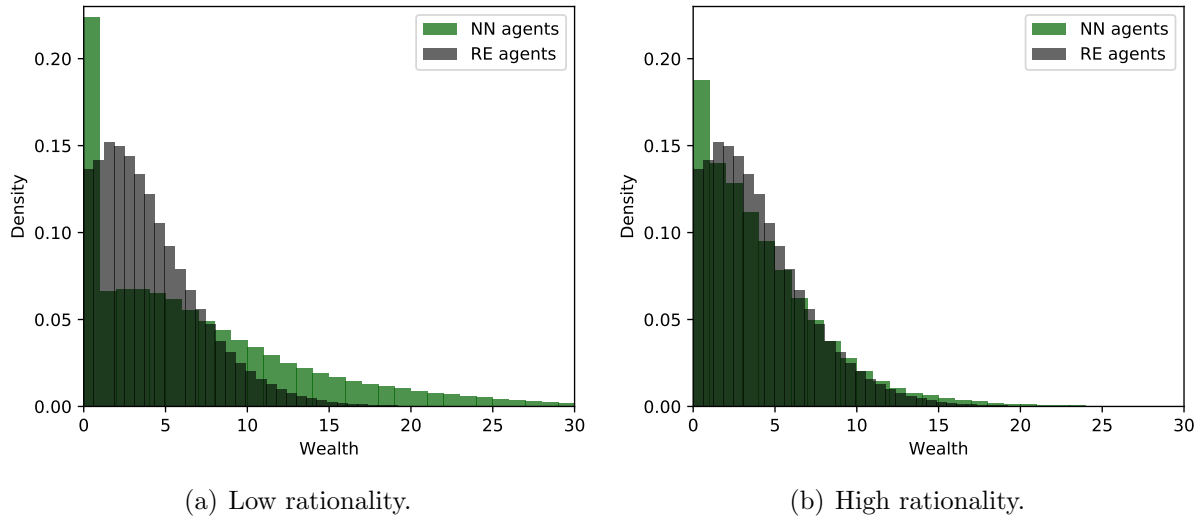 NN agents
RE agents
0.20
0.15
0.10
0.05
0.00
Density
0 5 10 15 20 25 30
Wealth
(a) Low rationality.
NN agents
RE agents
0.20
0.15
0.10
0.05
0.00
Density
0 5 10 15 20 25 30
Wealth
(b) High rationality.